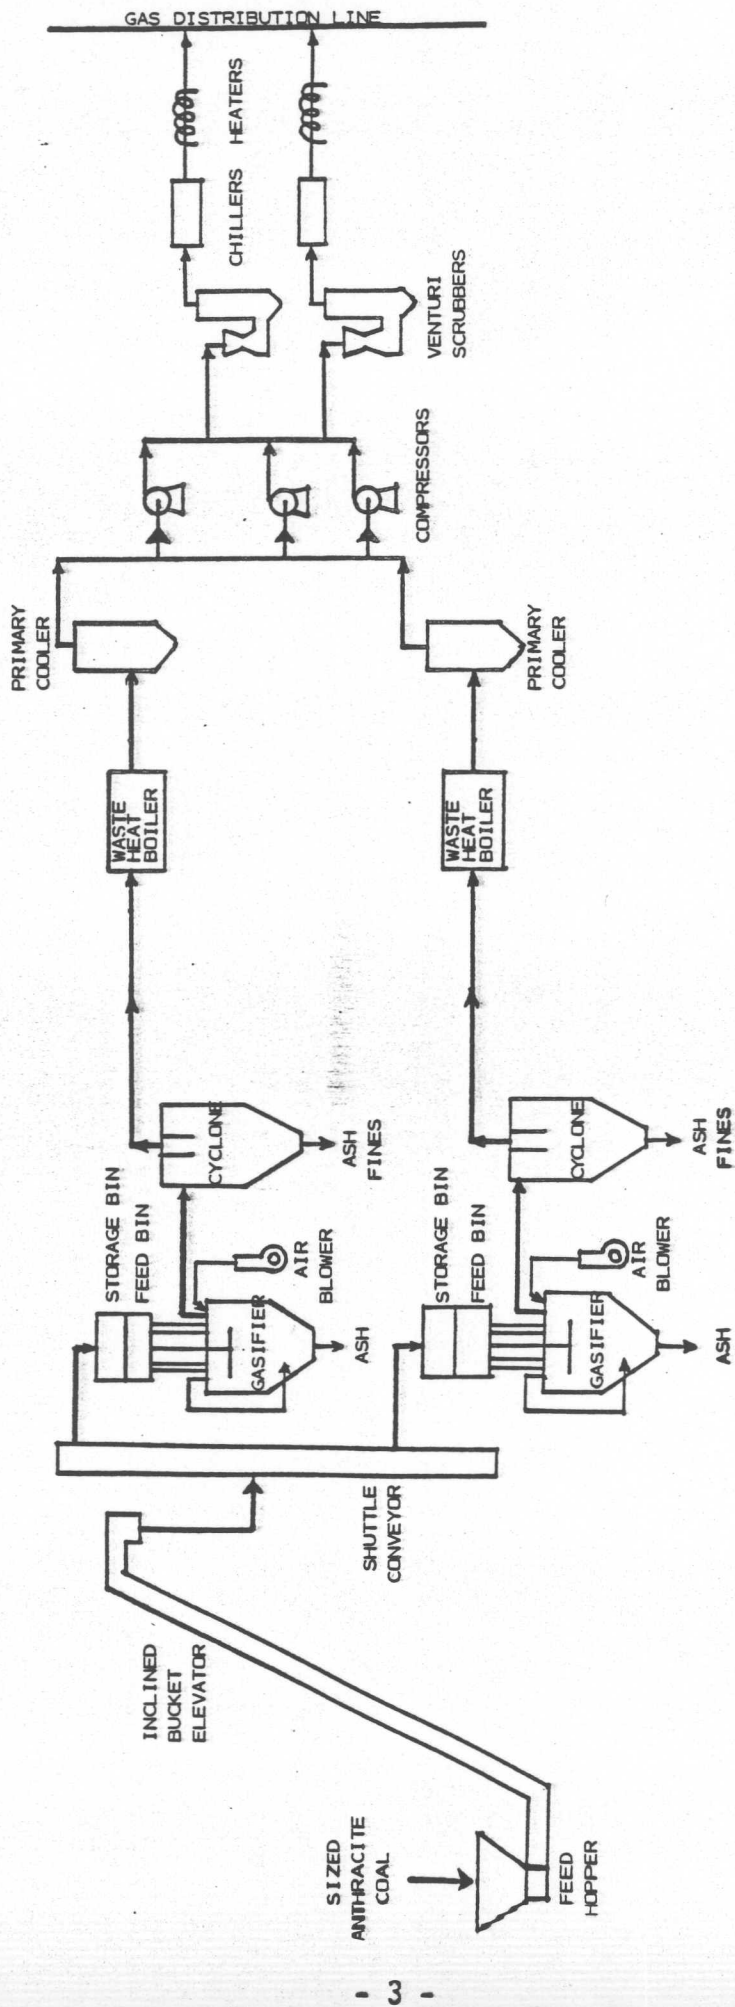 GAS DISTRIBUTION LINE
HEATERS
CHILLERS
VENTURI
SCRUBBERS
COMPRESSORS
PRIMARY
COOLER
PRIMARY
COOLER
WASTE
HEAT
BOILER
WASTE
HEAT
BOILER
CYCLONE
ASH
FINES
CYCLONE
ASH
FINES
STORAGE BIN
FEED BIN
AIR
BLOWER
GASIFIER
ASH
STORAGE BIN
FEED BIN
AIR
BLOWER
GASIFIER
ASH
SHUTTLE
CONVEYOR
INCLINED
BUCKET
ELEVATOR
SIZED
ANTHRACITE
COAL
FEED
HOPPER
- 3 -